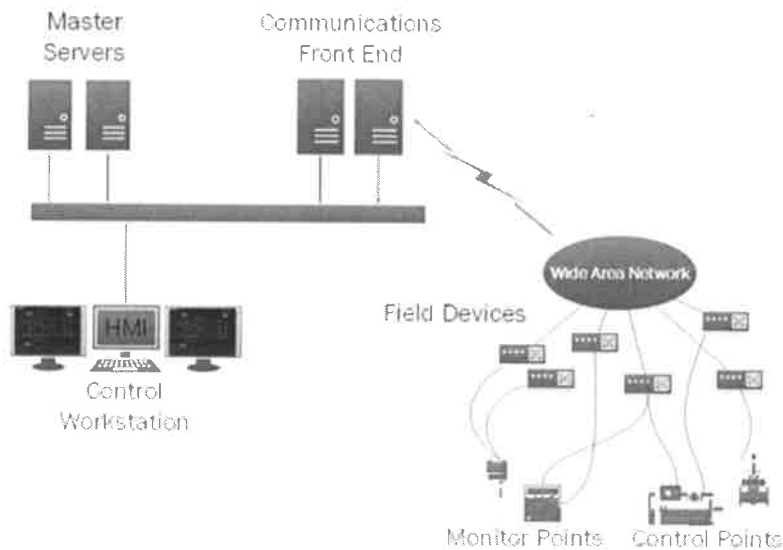 Master
Servers
Communications
Front End
Wide Area Network
Field Devices
HMI
Control
Workstation
Monitor Points
Control Points